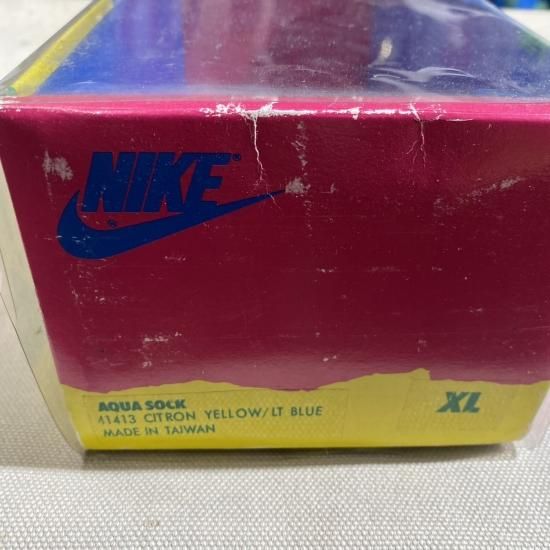 NIKE®
®
AQUA SOCK
41413 CITRON YELLOW/LT BLUE
MADE IN TAIWAN
XL